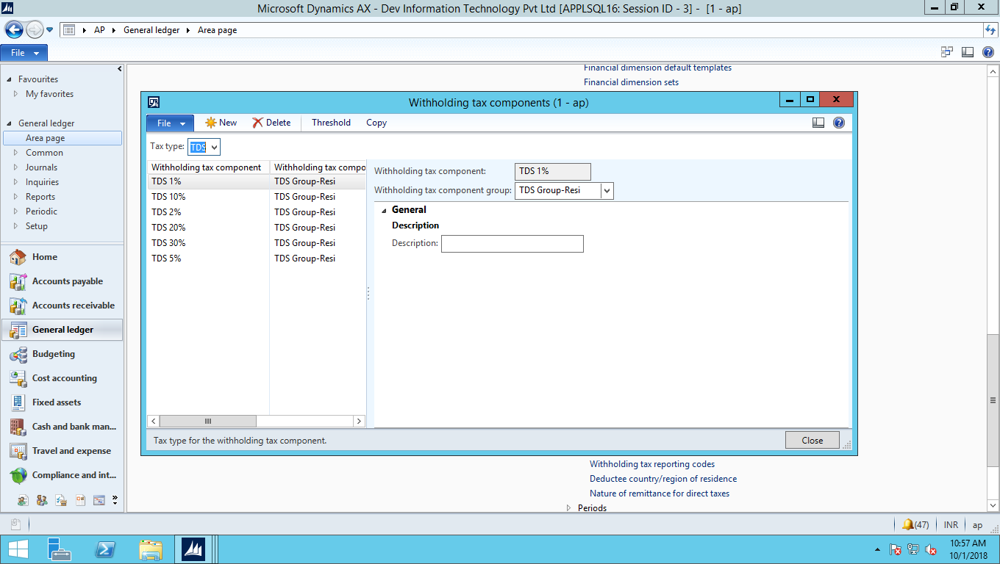 Microsoft Dynamics AX - Dev Information Technology Pvt Ltd [APPLSQL16: Session ID - 3] - [1 - ap]
AP
General ledger
Area page
File
Favourites
My favorites
General ledger
Area page
Common
Journals
Inquiries
Reports
Periodic
Setup
Home
Accounts payable
Accounts receivable
General ledger
Budgeting
Cost accounting
Fixed assets
Cash and bank man...
Travel and expense
Compliance and int...
Financial dimension default templates
Financial dimension sets
Withholding tax components (1 - ap)
File
New
Delete
Threshold
Copy
Tax type: TDS
Withholding tax component
Withholding tax compo
TDS 1% TDS Group-Resi
TDS 10% TDS Group-Resi
TDS 2% TDS Group-Resi
TDS 20% TDS Group-Resi
TDS 30% TDS Group-Resi
TDS 5% TDS Group-Resi
Withholding tax component: TDS 1%
Withholding tax component group: TDS Group-Resi
General
Description
Description:
Tax type for the withholding tax component.
Close
Withholding tax reporting codes
Deductee country/region of residence
Nature of remittance for direct taxes
Periods
(47)
INR
ap
10:57 AM
10/1/2018